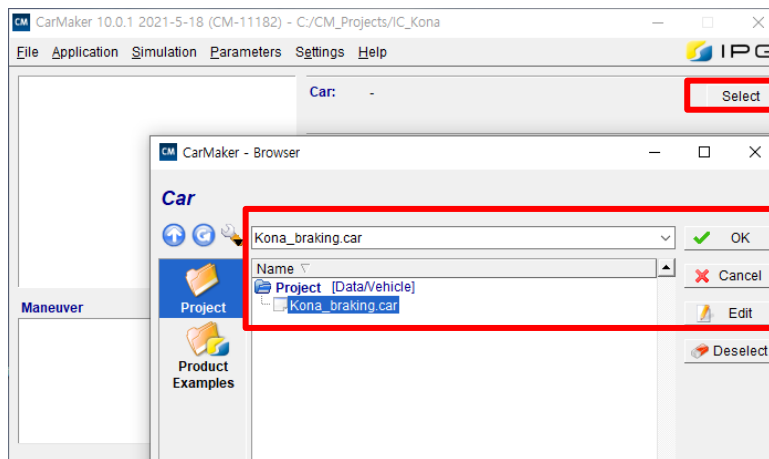 CM CarMaker 10.0.1 2021-5-18 (CM-11182) - C:/CM_Projects/IC_Kona
File Application Simulation Parameters Settings Help
IPG
Car: -
Select
CM CarMaker - Browser
Car
Kona_braking.car
OK
Name
Project [Data/Vehicle]
Kona_braking.car
Cancel
Edit
Deselect
Project
Product
Examples
Maneuver